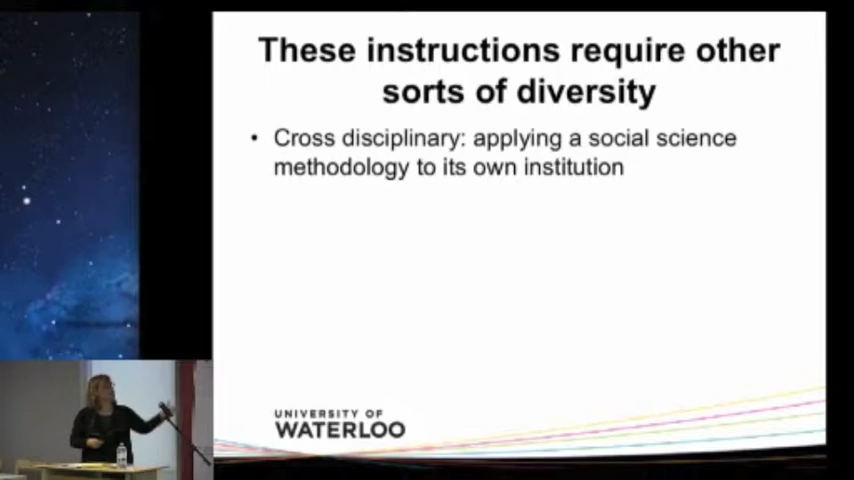 These instructions require other
sorts of diversity
• Cross disciplinary: applying a social science
methodology to its own institution
UNIVERSITY OF
WATERLOO